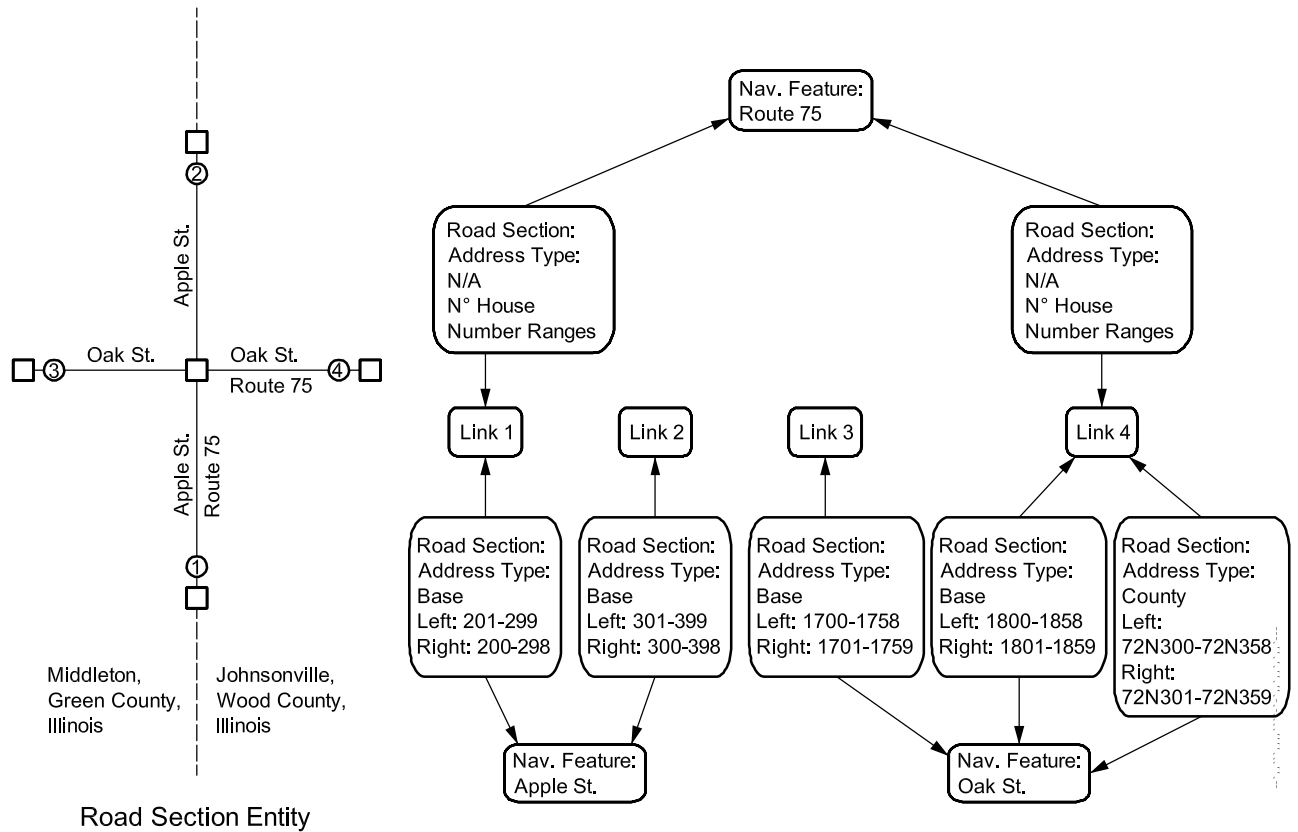 2
Apple St.
Oak St.
Oak St.
3
4
Route 75
Apple St.
Route 75
1
Middleton,
Green County,
Illinois
Johnsonville,
Wood County,
Illinois
Road Section Entity
Nav. Feature:
Route 75
Road Section:
Address Type:
N/A
N° House
Number Ranges
Road Section:
Address Type:
N/A
N° House
Number Ranges
Link 1
Link 2
Link 3
Link 4
Road Section:
Address Type:
Base
Left: 201-299
Right: 200-298
Road Section:
Address Type:
Base
Left: 301-399
Right: 300-398
Road Section:
Address Type:
Base
Left: 1700-1758
Right: 1701-1759
Road Section:
Address Type:
Base
Left: 1800-1858
Right: 1801-1859
Road Section:
Address Type:
County
Left:
72N300-72N358
Right:
72N301-72N359
Nav. Feature:
Apple St.
Nav. Feature:
Oak St.